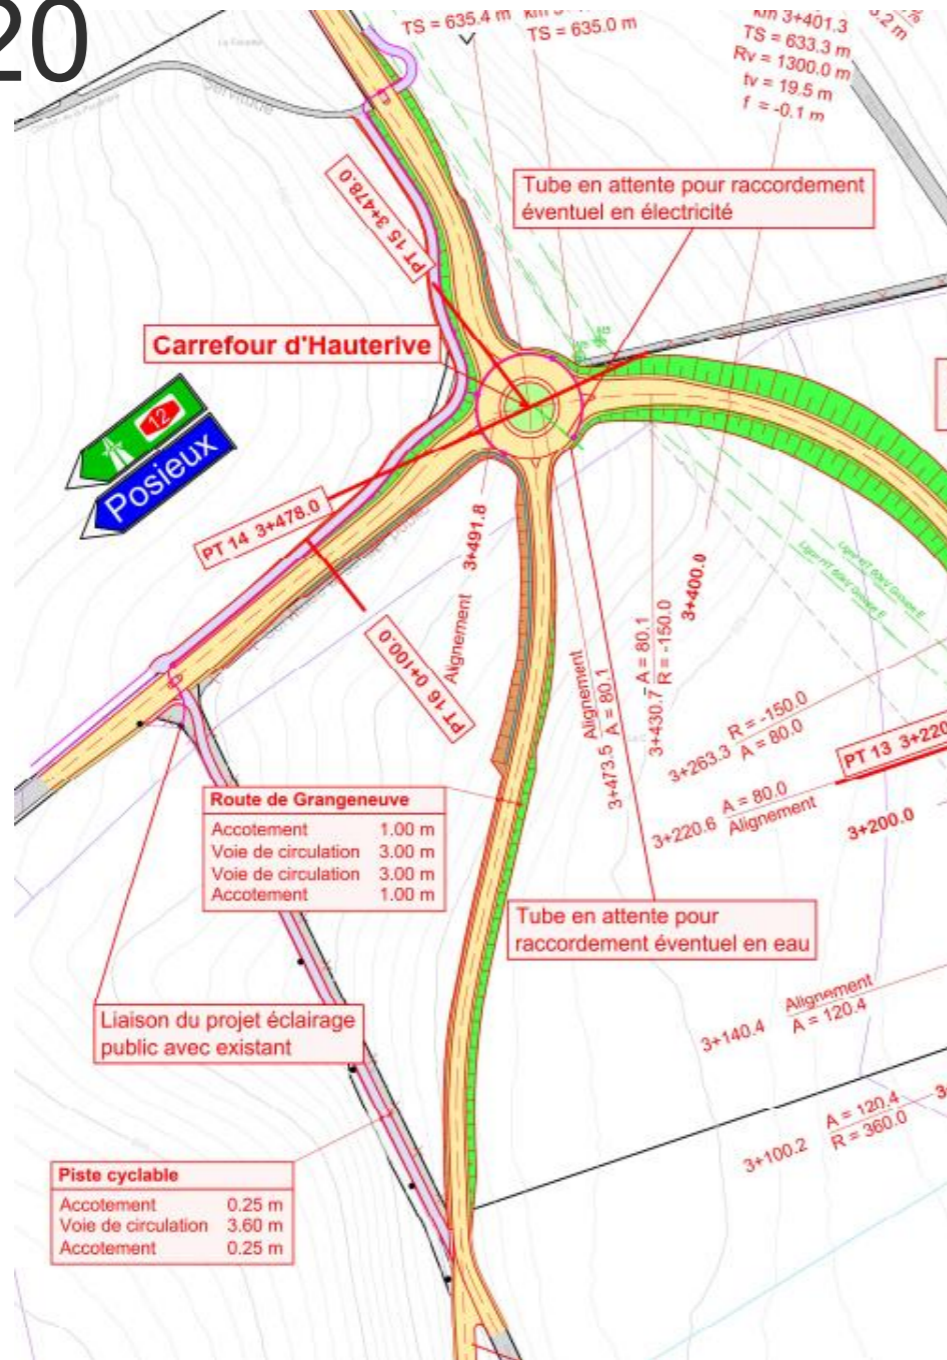 20
TS = 635.4 m
TS = 635.0 m
km 3+401.3
TS = 633.3 m
Rv = 1300.0 m
tv = 19.5 m
f = -0.1 m
Servitude
PT 15 3+478.0
Tube en attente pour raccordement
éventuel en électricité
Carrefour d'Hauterive
12
Posieux
PT 14 3+478.0
3+491.8
Alignement
PT 16 0+100.0
3+400.0
A = 80.1
3+430.7
R = -150.0
Alignement
3+473.5
A = 80.1
R = -150.0
3+263.3
A = 80.0
PT 13 3+220
A = 80.0
3+220.6
Alignement
3+200.0
Route de Grangeneuve
Accotement 1.00 m
Voie de circulation 3.00 m
Voie de circulation 3.00 m
Accotement 1.00 m
Tube en attente pour
raccordement éventuel en eau
Liaison du projet éclairage
public avec existant
Alignement
3+140.4
A = 120.4
A = 120.4
3+100.2
R = 360.0
Piste cyclable
Accotement 0.25 m
Voie de circulation 3.60 m
Accotement 0.25 m